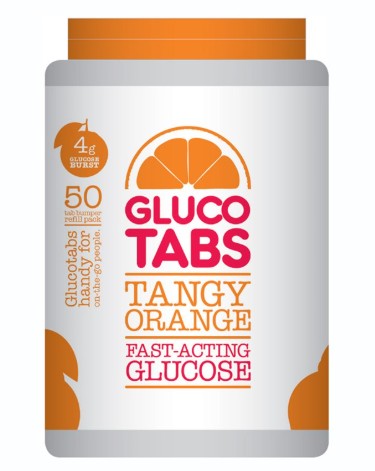 4g
GLUCOSE
BURST
50
tab bumper
refill pack
Glucotabs
handy for
on-the-go people.
GLUCO
TABS
TANGY
ORANGE
FAST-ACTING
GLUCOSE